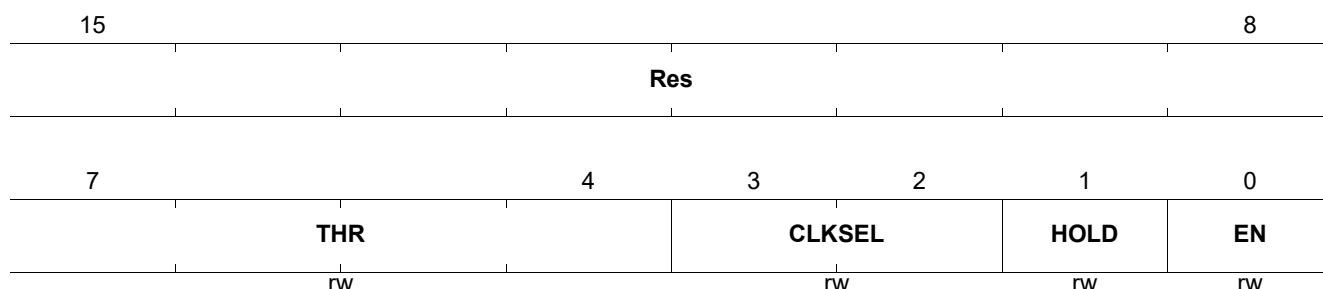 15 8
Res
7 4 3 2 1 0
THR CLKSEL HOLD EN
rw rw rw rw